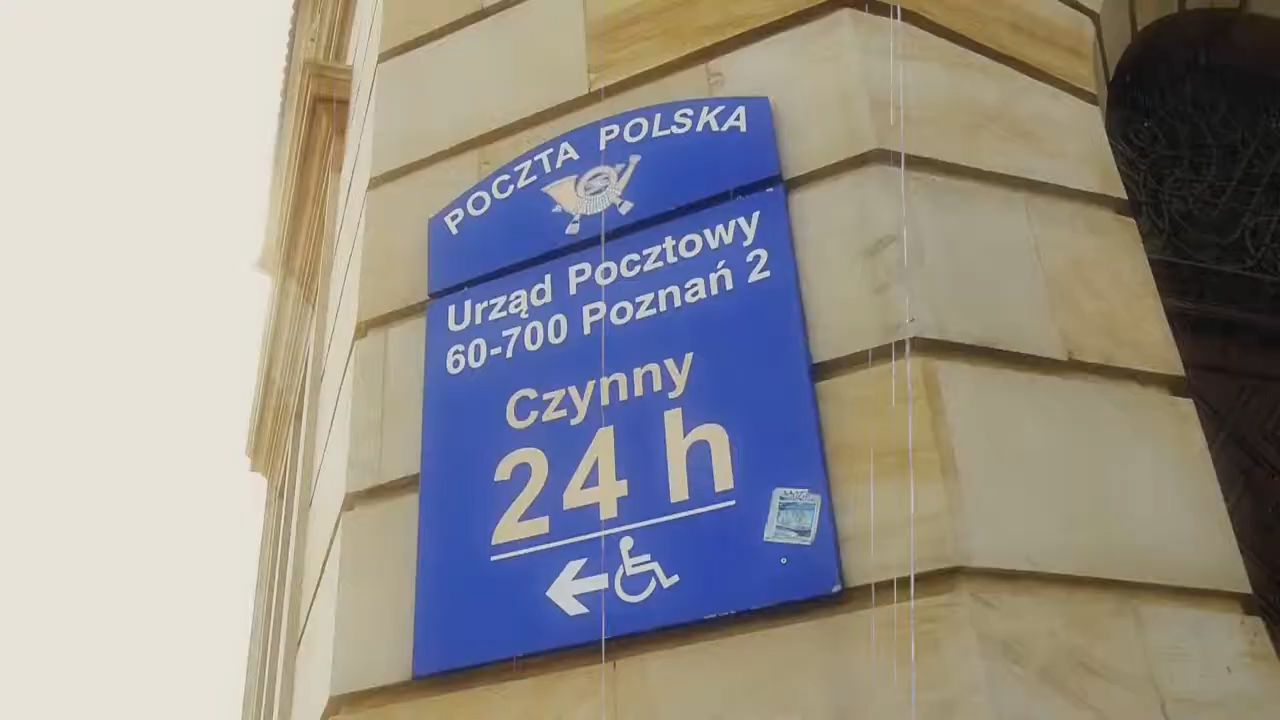 POCZTA POLSKA
Urząd Pocztowy
60-700 Poznań 2
Czynny
24 h